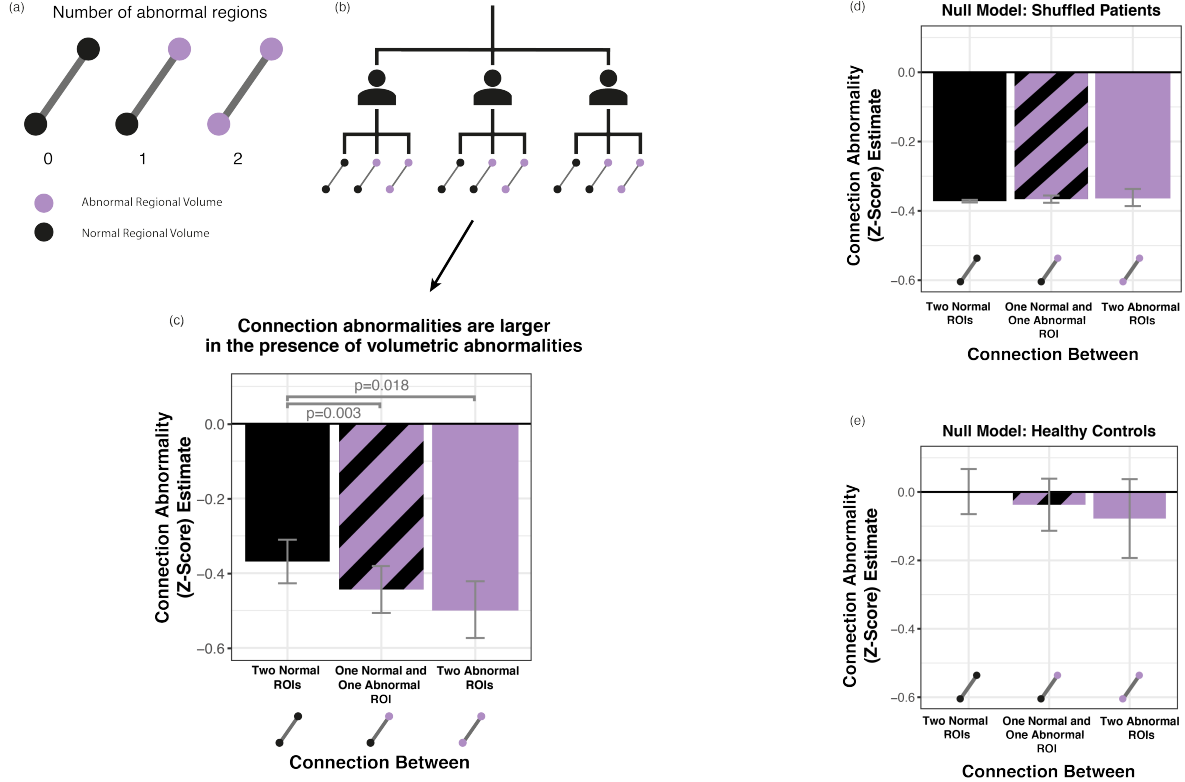 (a)
Number of abnormal regions
0
1
2
Abnormal Regional Volume
Normal Regional Volume
(b)
(c)
Connection abnormalities are larger
in the presence of volumetric abnormalities
p=0.018
p=0.003
0.0
−0.2
−0.4
−0.6
Connection Abnormality
(Z-Score) Estimate
Two Normal
ROIs
One Normal and
One Abnormal
ROI
Two Abnormal
ROIs
Connection Between
(d)
Null Model: Shuffled Patients
0.0
−0.2
−0.4
−0.6
Connection Abnormality
(Z-Score) Estimate
Two Normal
ROIs
One Normal and
One Abnormal
ROI
Two Abnormal
ROIs
Connection Between
(e)
Null Model: Healthy Controls
0.0
−0.2
−0.4
−0.6
Connection Abnormality
(Z-Score) Estimate
Two Normal
ROIs
One Normal and
One Abnormal
ROI
Two Abnormal
ROIs
Connection Between